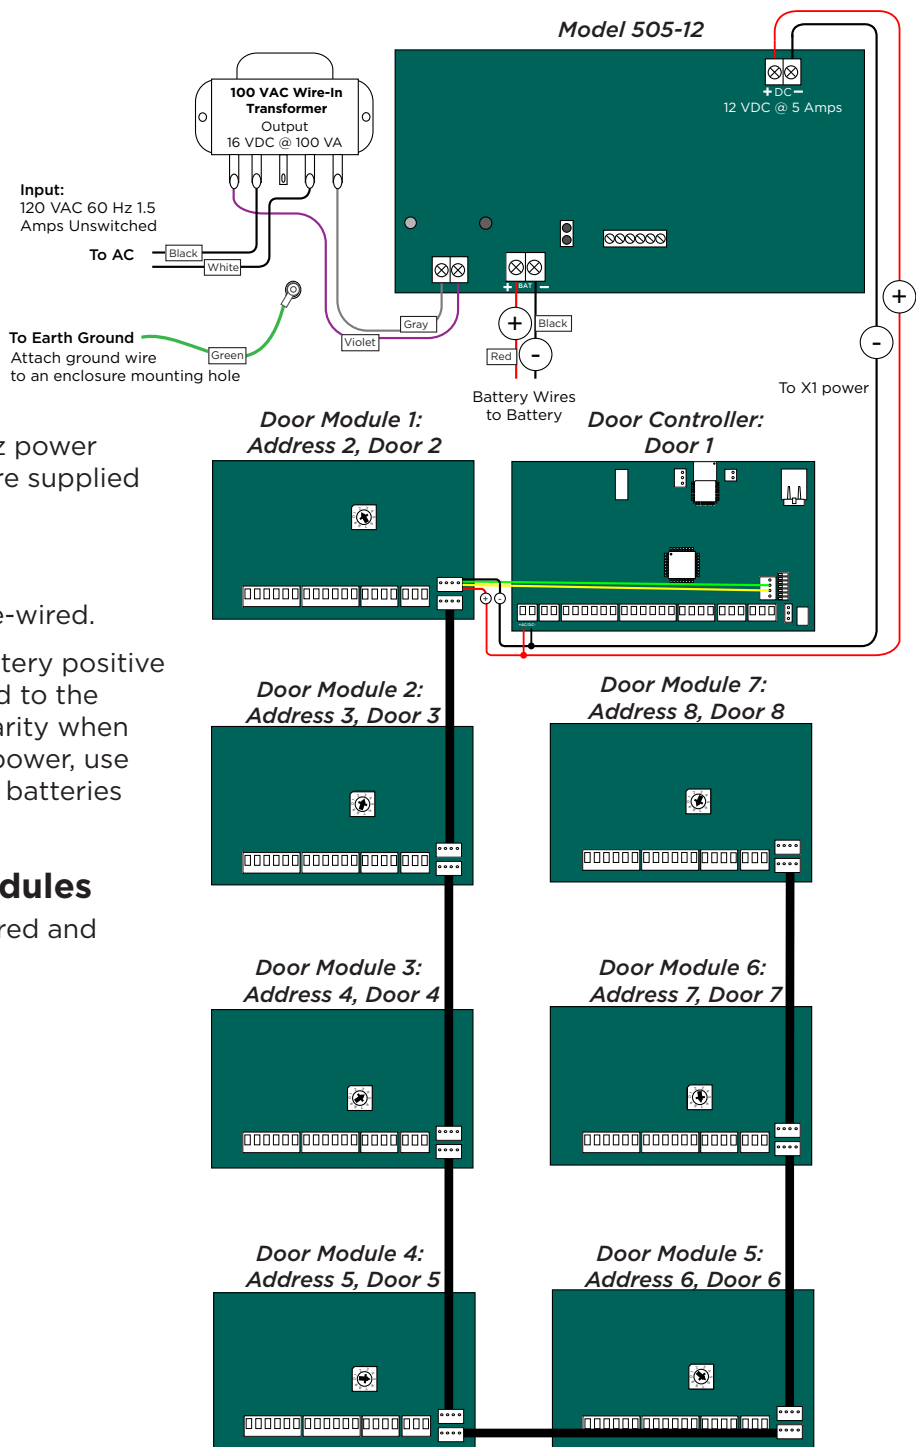 Model 505-12
100 VAC Wire-In
Transformer
Output
16 VDC @ 100 VA
+ DC -
12 VDC @ 5 Amps
Input:
120 VAC 60 Hz 1.5
Amps Unswitched
To AC
Black
White
+ BAT -
+
-
+
-
Black
Red
Gray
Violet
To Earth Ground
Attach ground wire
to an enclosure mounting hole
Green
Battery Wires
to Battery
To X1 power
Door Module 1:
Address 2, Door 2
Door Controller:
Door 1
z power
re supplied
e-wired.
ttery positive
d to the
arity when
power, use
batteries
dules
red and
+ -
+AC/DC-
Door Module 2:
Address 3, Door 3
Door Module 7:
Address 8, Door 8
Door Module 3:
Address 4, Door 4
Door Module 6:
Address 7, Door 7
Door Module 4:
Address 5, Door 5
Door Module 5:
Address 6, Door 6